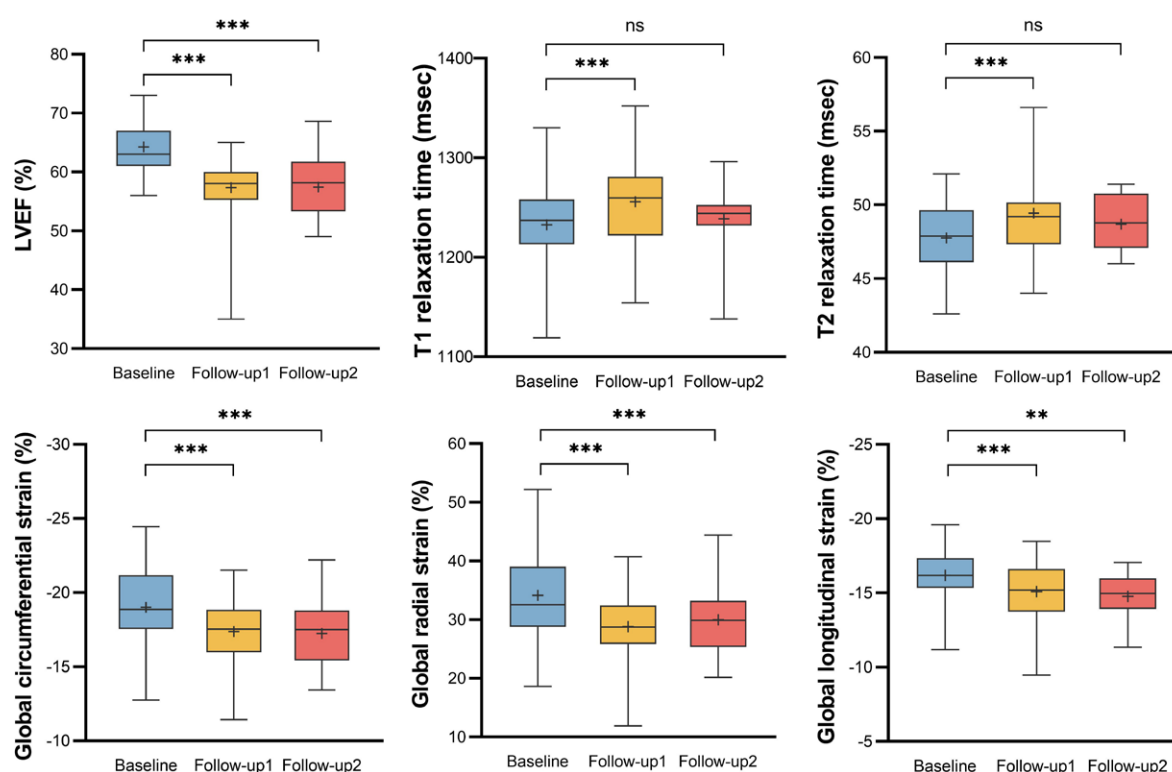 LVEF (%)
80
70
60
50
40
30
***
***
Baseline
Follow-up1
Follow-up2
T1 relaxation time (msec)
1400
1300
1200
1100
ns
***
Baseline
Follow-up1
Follow-up2
T2 relaxation time (msec)
60
55
50
45
40
ns
***
Baseline
Follow-up1
Follow-up2
Global circumferential strain (%)
-30
-25
-20
-15
-10
***
***
Baseline
Follow-up1
Follow-up2
Global radial strain (%)
60
50
40
30
20
10
***
***
Baseline
Follow-up1
Follow-up2
Global longitudinal strain (%)
-25
-20
-15
-10
-5
**
***
Baseline
Follow-up1
Follow-up2